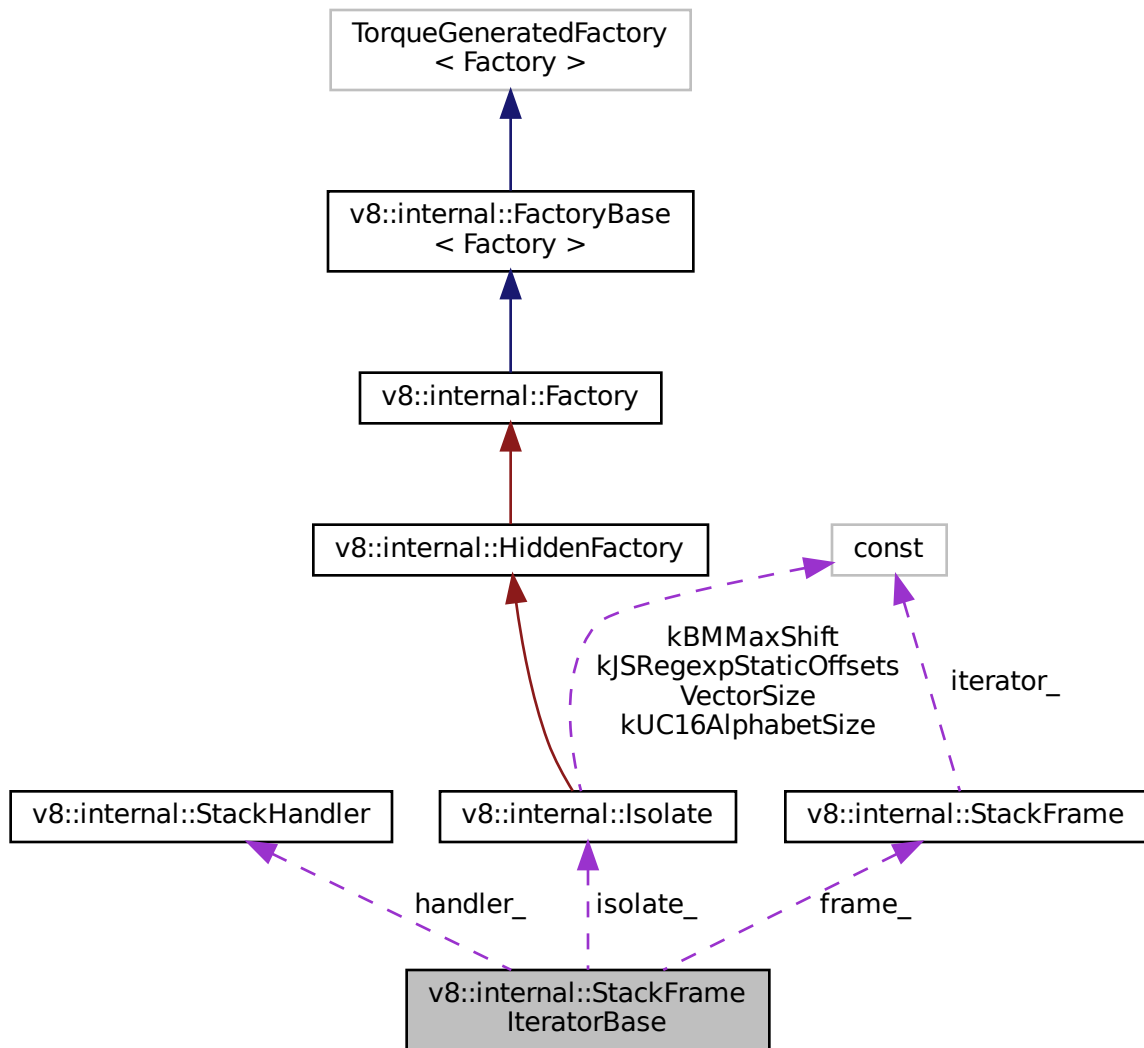 TorqueGeneratedFactory
< Factory >
v8::internal::FactoryBase
< Factory >
v8::internal::Factory
v8::internal::HiddenFactory
const
kBMMaxShift
kJSRegexpStaticOffsets
VectorSize
kUC16AlphabetSize
iterator_
v8::internal::StackHandler
v8::internal::Isolate
v8::internal::StackFrame
handler_
isolate_
frame_
v8::internal::StackFrame
IteratorBase